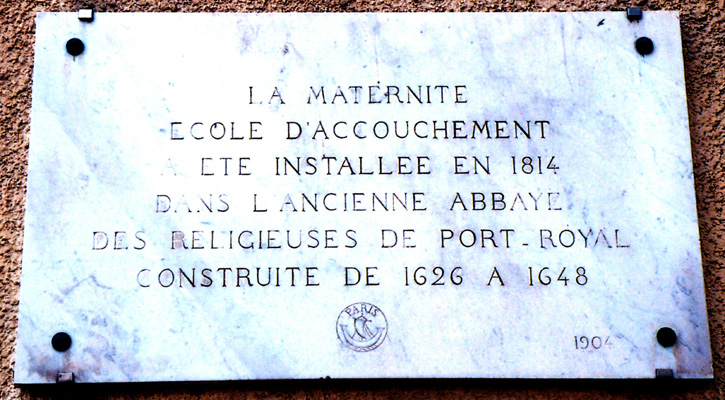 LA MATERNITE
ECOLE D'ACCOUCHEMENT
A ETE INSTALLEE EN 1814
DANS L'ANCIENNE ABBAYE
DES RELIGIEUSES DE PORT-ROYAL
CONSTRUITE DE 1626 A 1648
PARIS
1904